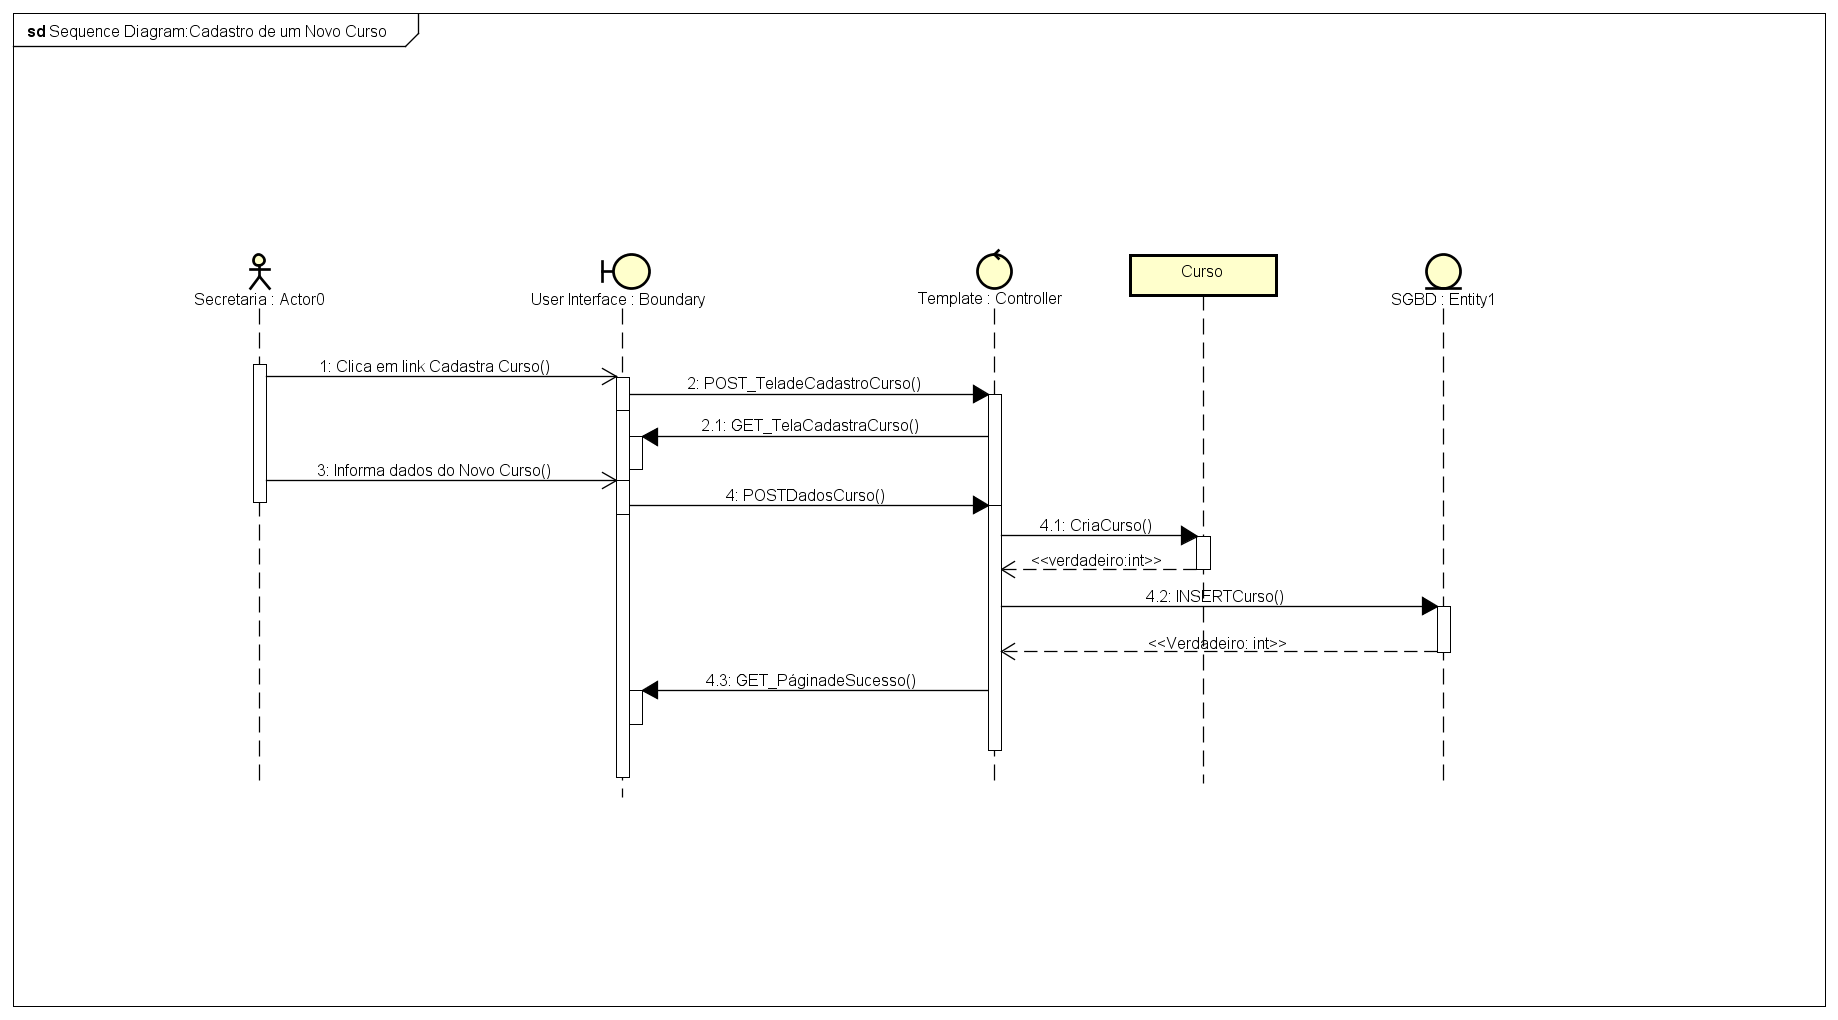 sd Sequence Diagram:Cadastro de um Novo Curso
Secretaria : Actor0
User Interface : Boundary
Template : Controller
Curso
SGBD : Entity1
1: Clica em link Cadastra Curso()
2: POST_TeladeCadastroCurso()
2.1: GET_TelaCadastraCurso()
3: Informa dados do Novo Curso()
4: POSTDadosCurso()
4.1: CriaCurso()
<<verdadeiro:int>>
4.2: INSERTCurso()
<<Verdadeiro: int>>
4.3: GET_PáginadeSucesso()